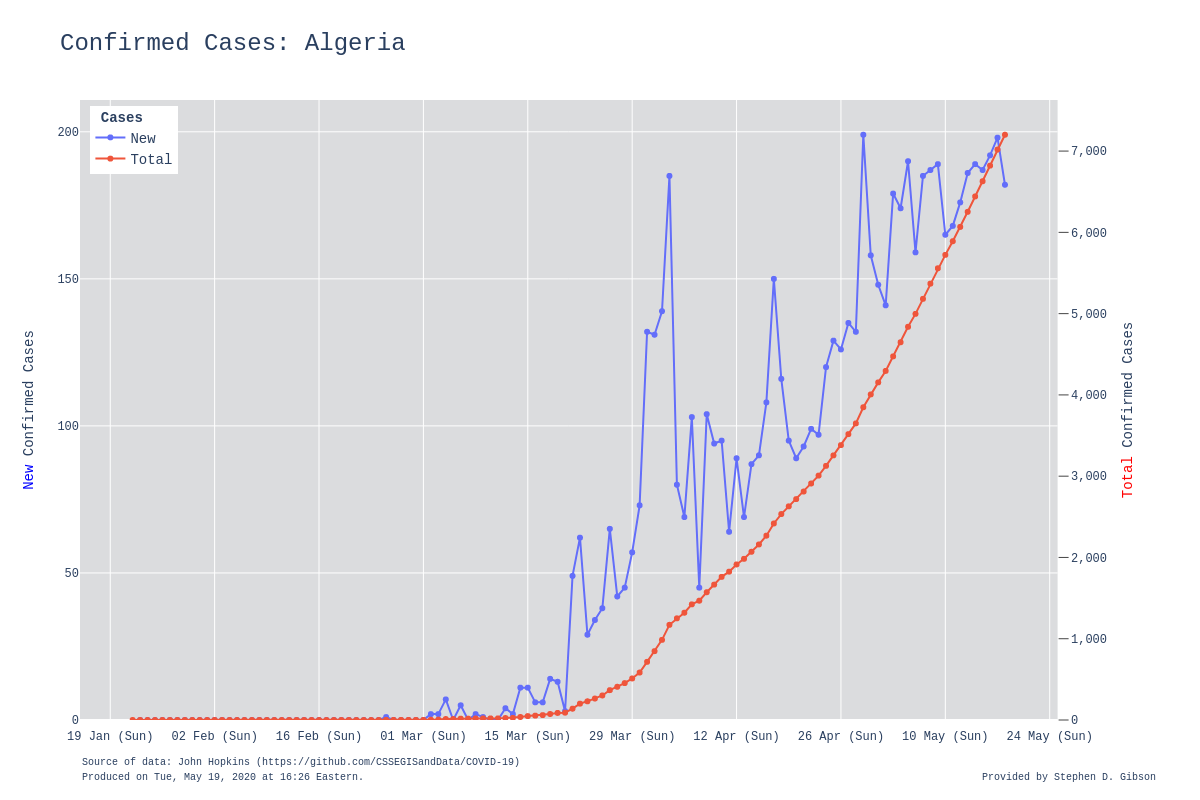 Confirmed Cases: Algeria
Cases
New
Total
200
150
100
50
0
7,000
6,000
5,000
4,000
3,000
2,000
1,000
0
New Confirmed Cases
Total Confirmed Cases
19 Jan (Sun) 02 Feb (Sun) 16 Feb (Sun) 01 Mar (Sun) 15 Mar (Sun) 29 Mar (Sun) 12 Apr (Sun) 26 Apr (Sun) 10 May (Sun) 24 May (Sun)
Source of data: John Hopkins (https://github.com/CSSEGISandData/COVID-19)
Produced on Tue, May 19, 2020 at 16:26 Eastern.
Provided by Stephen D. Gibson